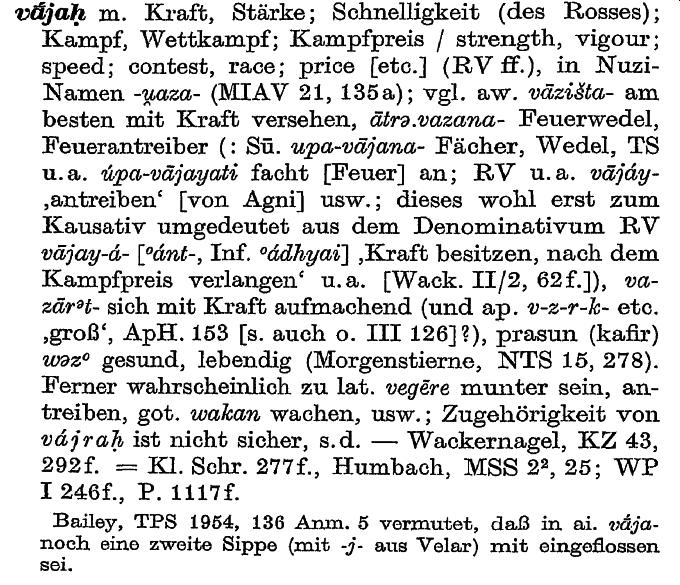 vā́jaḥ m. Kraft, Stärke; Schnelligkeit (des Rosses);
Kampf, Wettkampf; Kampfpreis / strength, vigour;
speed; contest, race; price [etc.] (RV ff.), in Nuzi-
Namen -u̯aza- (MIAV 21, 135a); vgl. aw. vāzišta- am
besten mit Kraft versehen, ātrə.vazana- Feuerwedel,
Feuerantreiber (: Sū. upa-vājana- Fächer, Wedel, TS
u.a. úpa-vājayati facht [Feuer] an; RV u.a. vājáy-
‚antreiben‘ [von Agni] usw.; dieses wohl erst zum
Kausativ umgedeutet aus dem Denominativum RV
vājay-á- [°ánt-, Inf. °ádhyai] ‚Kraft besitzen, nach dem
Kampfpreis verlangen‘ u.a. [Wack. II/2, 62f.]), va-
zārᵊt- sich mit Kraft aufmachend (und ap. v-z-r-k- etc.
‚groß‘, ApH. 153 [s. auch o. III 126]?), prasun (kafir)
wəz° gesund, lebendig (Morgenstierne, NTS 15, 278).
Ferner wahrscheinlich zu lat. vegēre munter sein, an-
treiben, got. wakan wachen, usw.; Zugehörigkeit von
vájraḥ ist nicht sicher, s.d. — Wackernagel, KZ 43,
292f. = Kl. Schr. 277f., Humbach, MSS 2², 25; WP
I 246f., P. 1117f.
Bailey, TPS 1954, 136 Anm. 5 vermutet, daß in ai. vā́ja-
noch eine zweite Sippe (mit -j- aus Velar) mit eingeflossen
sei.